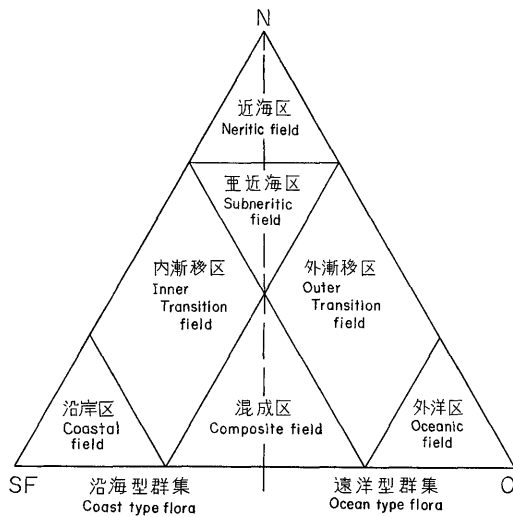 N
近海区
Neritic field
亜近海区
Subneritic
field
内漸移区
Inner
Transition
field
外漸移区
Outer
Transition
field
沿岸区
Coastal
field
混成区
Composite field
外洋区
Oceanic
field
SF
沿海型群集
Coast type flora
遠洋型群集
Ocean type flora
O